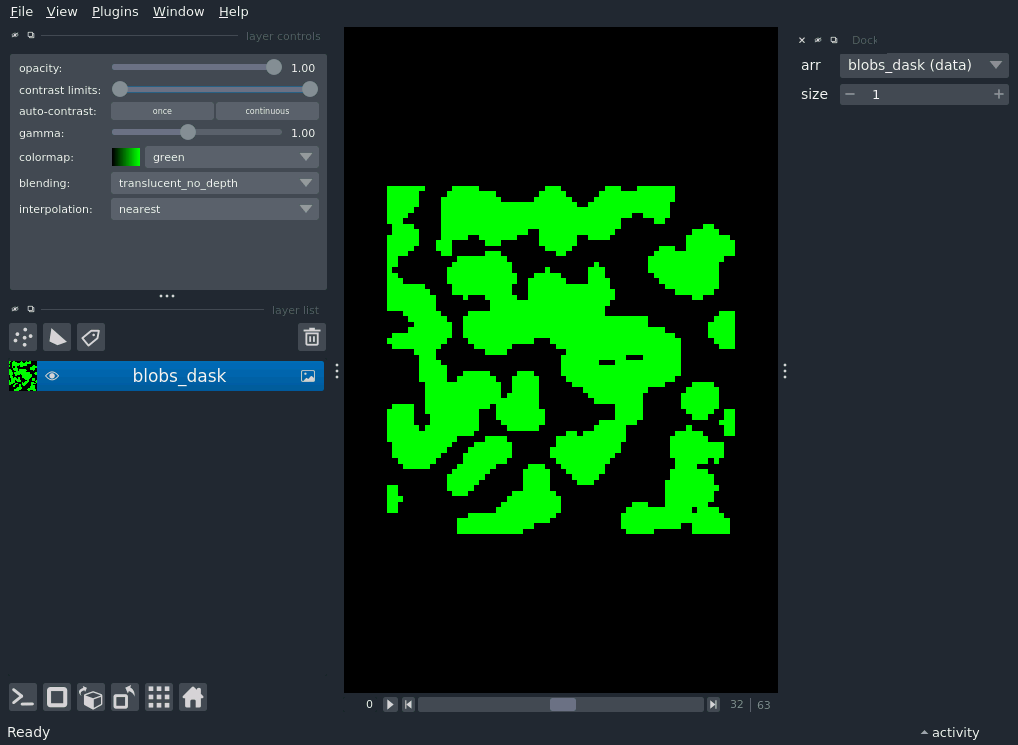 File View Plugins Window Help
layer controls
opacity: 1.00
contrast limits:
auto-contrast: once continuous
gamma: 1.00
colormap: green
blending: translucent_no_depth
interpolation: nearest
layer list
blobs_dask
Ready
0 32 63
Dock
arr blobs_dask (data)
size 1
activity